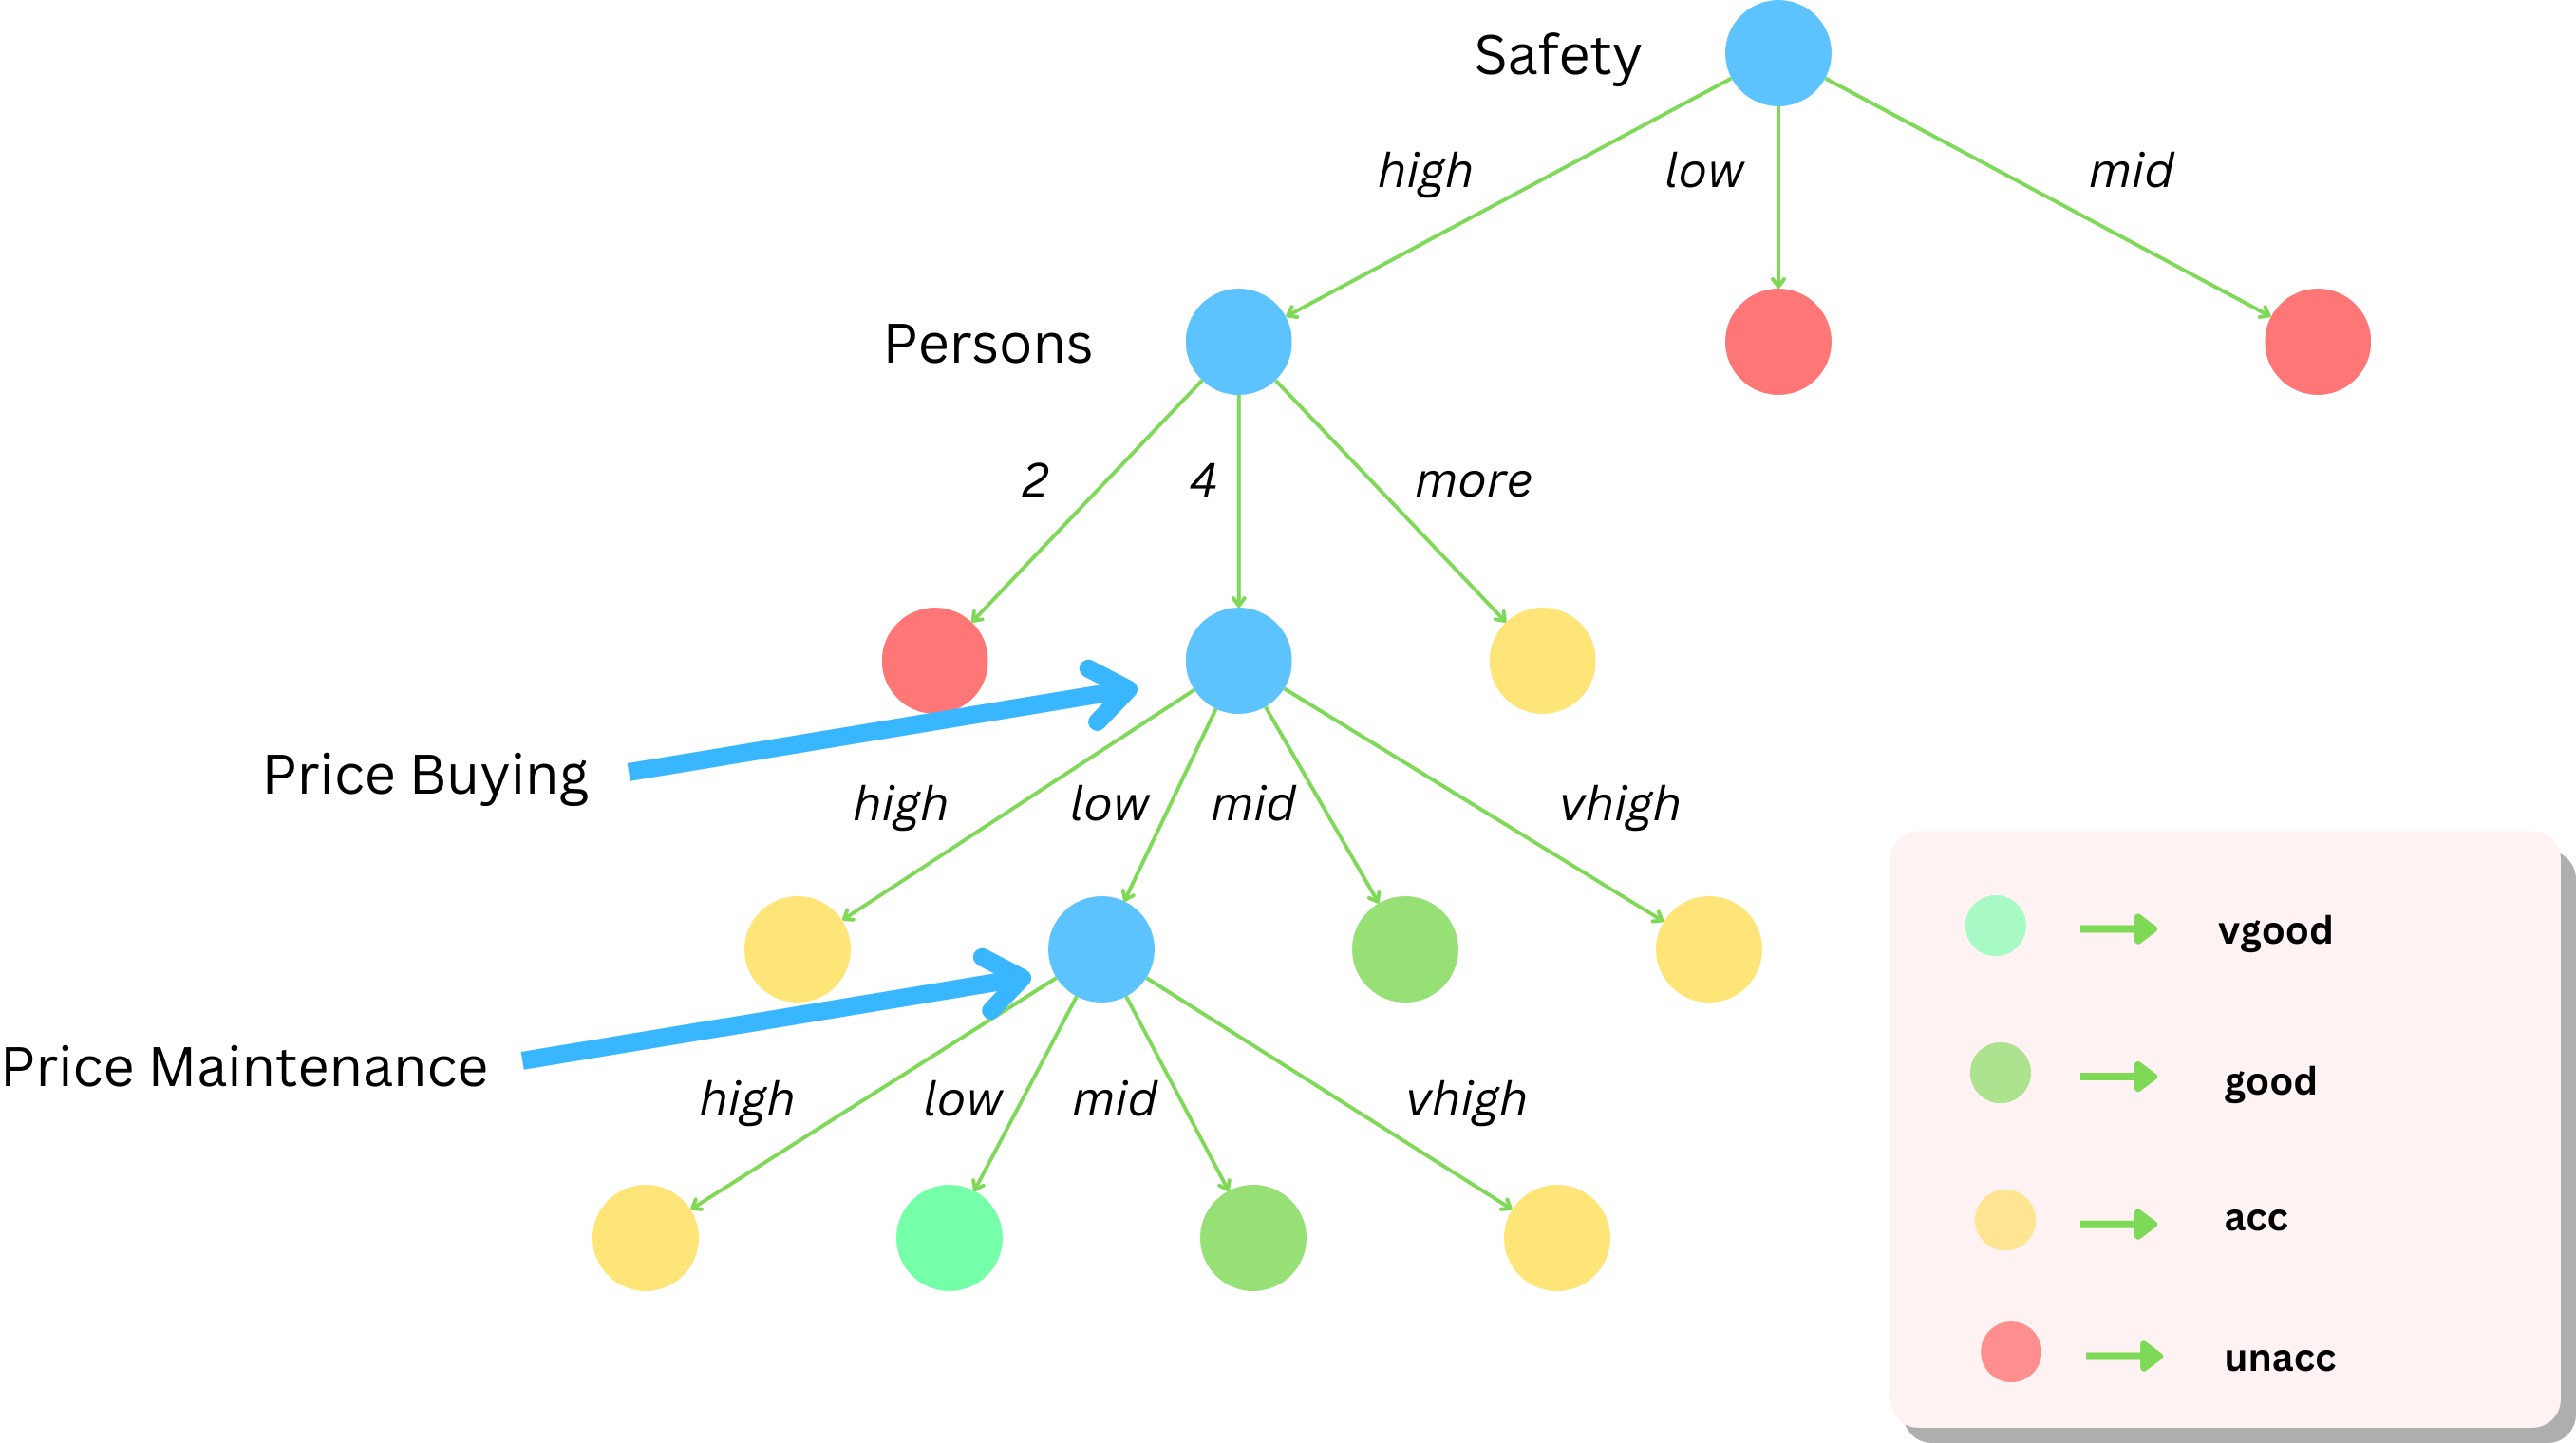 Safety
high
low
mid
Persons
2
4
more
Price Buying
high
low
mid
vhigh
Price Maintenance
high
low
mid
vhigh
vgood
good
acc
unacc